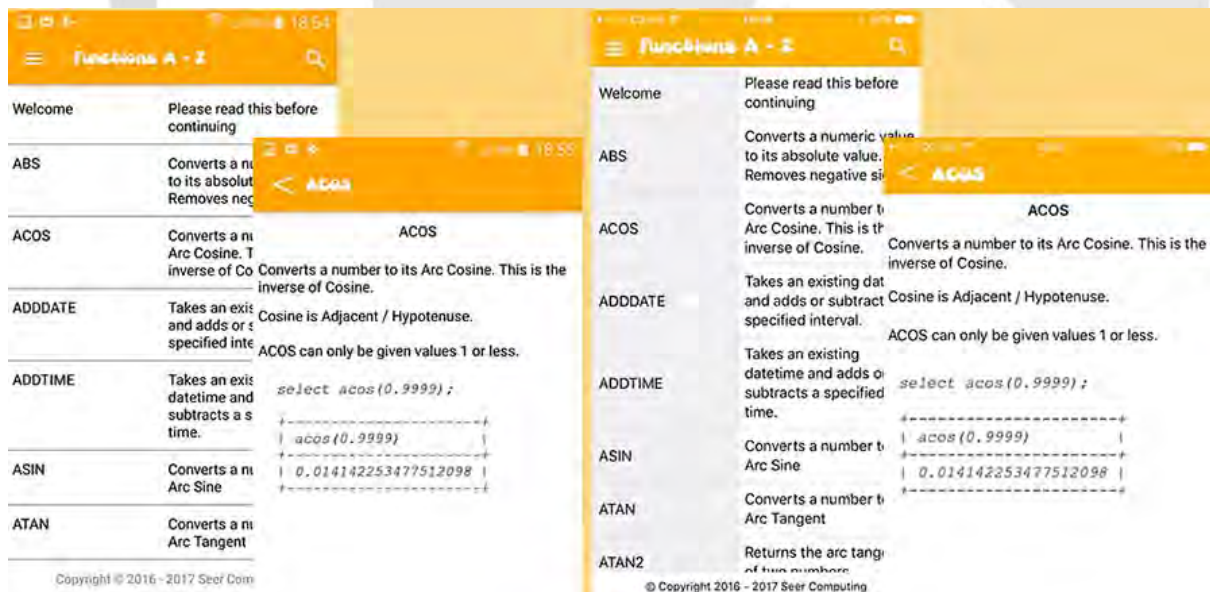 18:54
Functions A - Z
Welcome
Please read this before
continuing
ABS
Converts a nu
to its absolut
Removes neg
ACOS
Converts a nu
Arc Cosine. T
inverse of Co
ADDDATE
Takes an exis
and adds or s
specified inte
ADDTIME
Takes an exis
datetime and
subtracts a s
time.
ASIN
Converts a nu
Arc Sine
ATAN
Converts a nu
Arc Tangent
Copyright © 2016 - 2017 Seer Com
18:55
< ACOS
ACOS
Converts a number to its Arc Cosine. This is the
inverse of Cosine.
Cosine is Adjacent / Hypotenuse.
ACOS can only be given values 1 or less.
select acos(0.9999);
+----------------------+
| acos(0.9999) |
+----------------------+
| 0.014142253477512098 |
+----------------------+
Functions A - Z
Welcome
Please read this before
continuing
ABS
Converts a numeric value
to its absolute value.
Removes negative si
ACOS
Converts a number t
Arc Cosine. This is th
inverse of Cosine.
ADDDATE
Takes an existing dat
and adds or subtract
specified interval.
ADDTIME
Takes an existing
datetime and adds o
subtracts a specified
time.
ASIN
Converts a number t
Arc Sine
ATAN
Converts a number t
Arc Tangent
ATAN2
Returns the arc tang
of two numbers
© Copyright 2016 - 2017 Seer Computing
< ACOS
ACOS
Converts a number to its Arc Cosine. This is the
inverse of Cosine.
Cosine is Adjacent / Hypotenuse.
ACOS can only be given values 1 or less.
select acos(0.9999);
+----------------------+
| acos(0.9999) |
+----------------------+
| 0.014142253477512098 |
+----------------------+